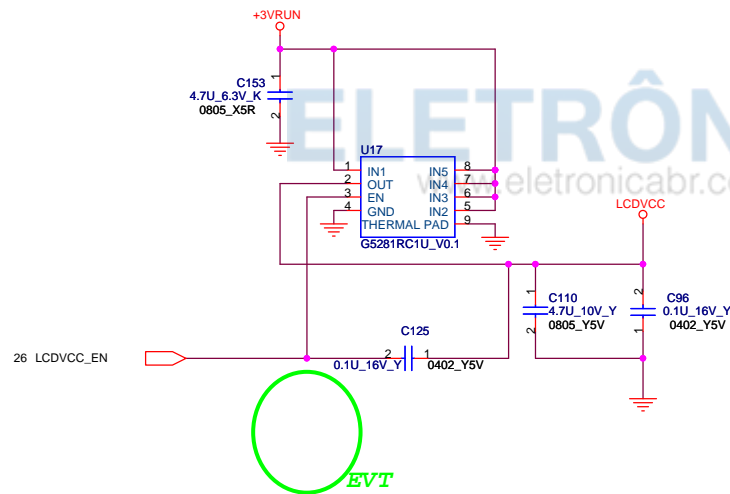 +3VRUN
C153
4.7U_6.3V_K
0805_X5R
1
2
ELETRÔN
www.eletronicabr.co
U17
1 IN1 IN5 8
2 OUT IN4 7
3 EN IN3 6
4 GND IN2 5
THERMAL PAD 9
G5281RC1U_V0.1
LCDVCC
1
2
C110
4.7U_10V_Y
0805_Y5V
2
1
C96
0.1U_16V_Y
0402_Y5V
C125
2 1
0.1U_16V_Y 0402_Y5V
26 LCDVCC_EN
EVT